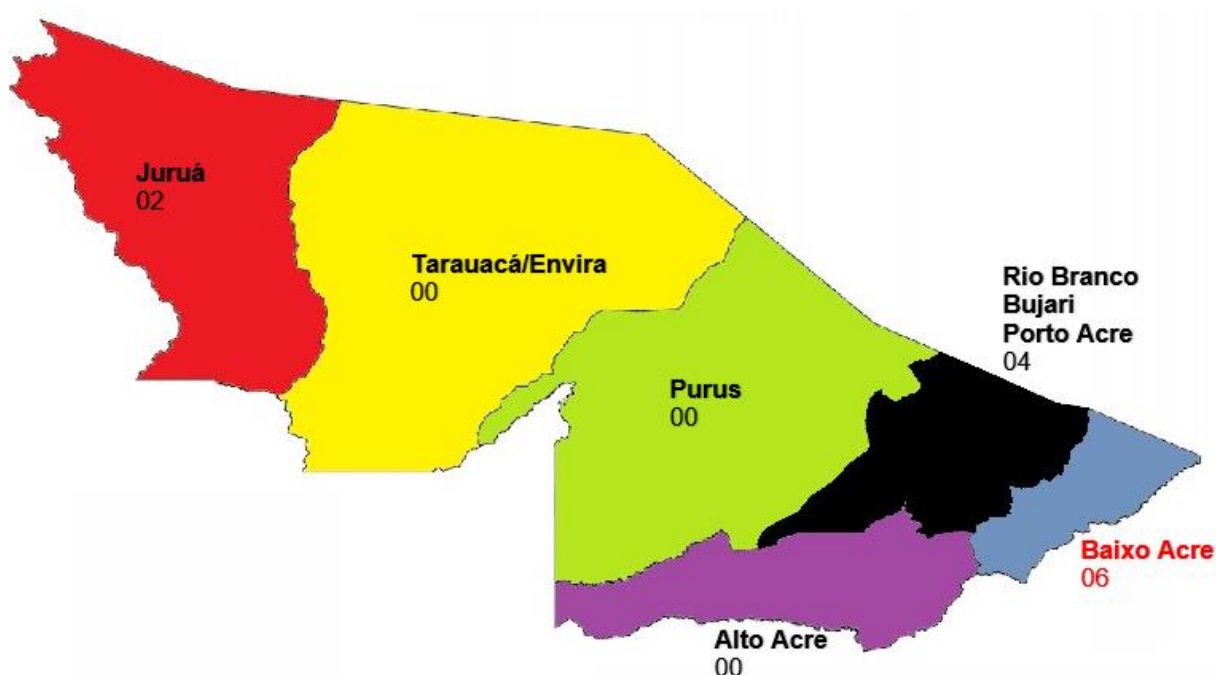 Juruá
02
Tarauacá/Envira
00
Rio Branco
Bujari
Porto Acre
04
Purus
00
Baixo Acre
06
Alto Acre
00